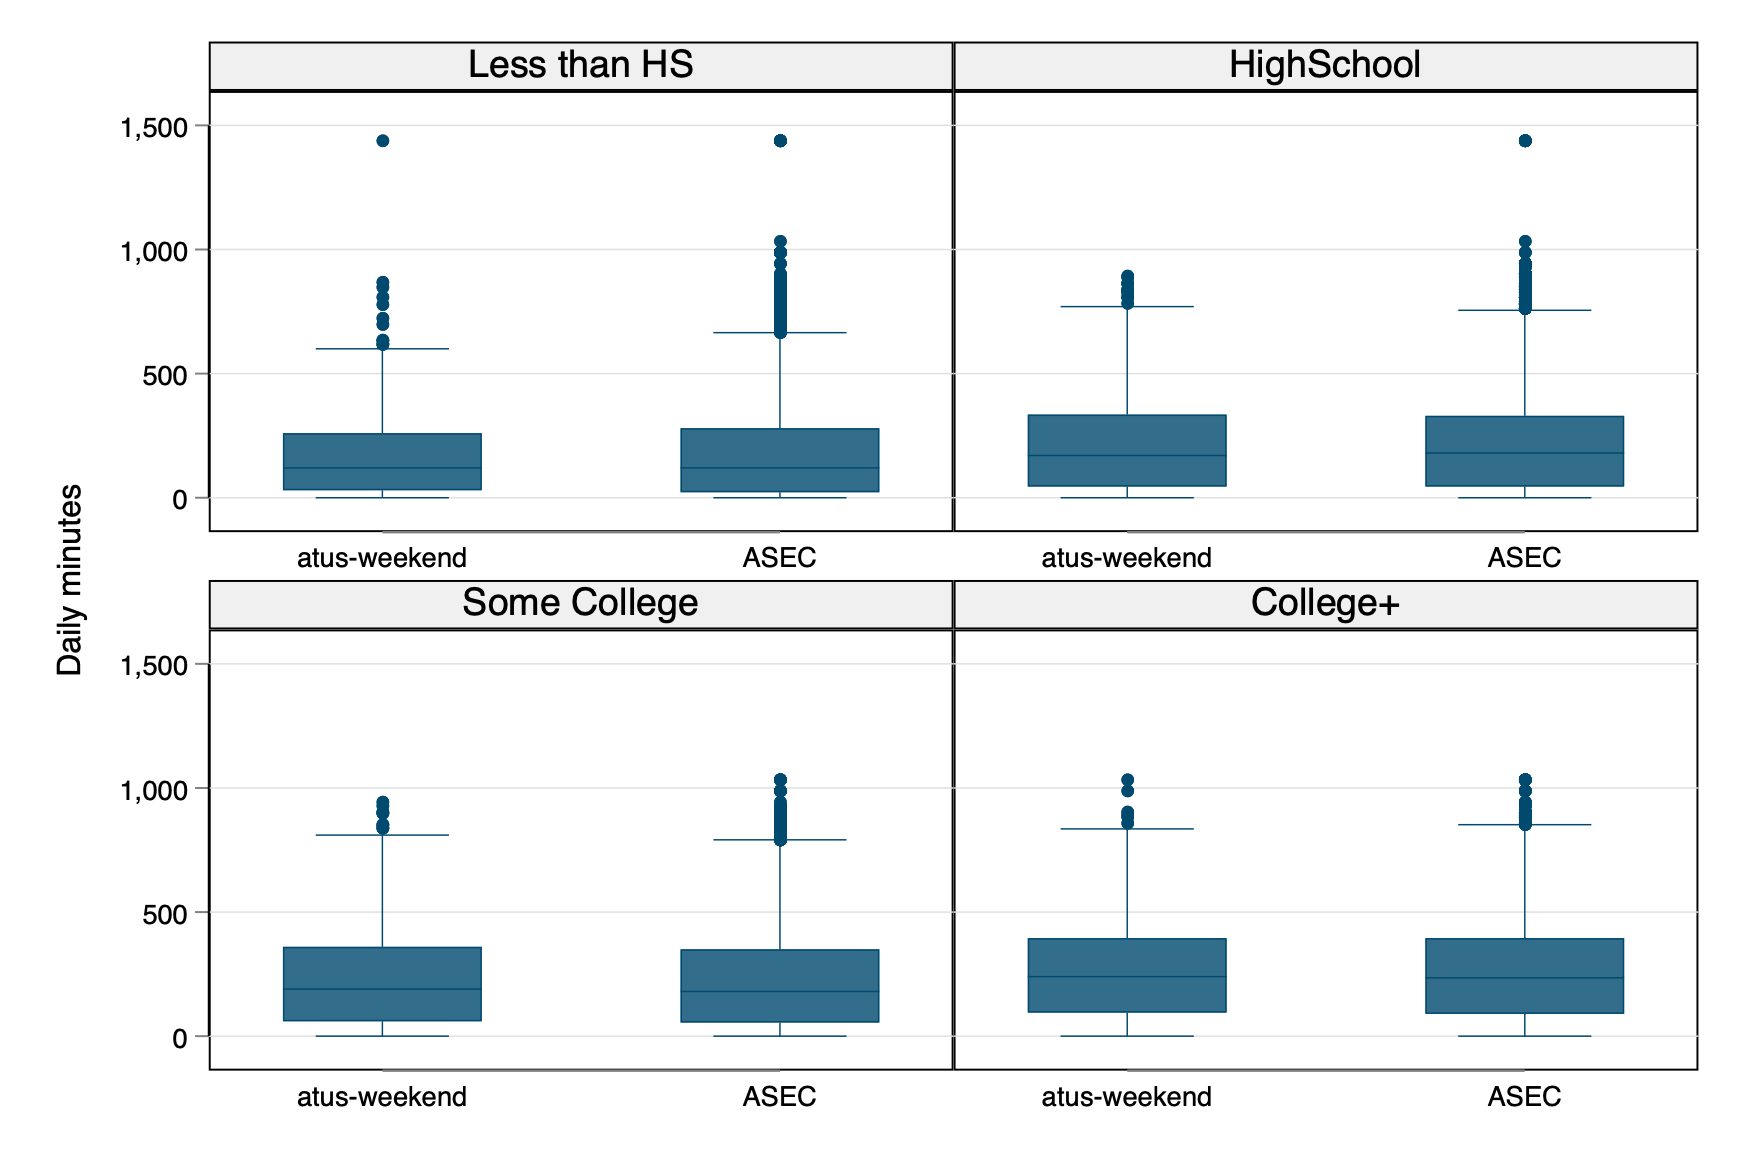 Less than HS
HighSchool
1,500
1,000
500
0
atus-weekend
ASEC
atus-weekend
ASEC
Daily minutes
Some College
College+
1,500
1,000
500
0
atus-weekend
ASEC
atus-weekend
ASEC